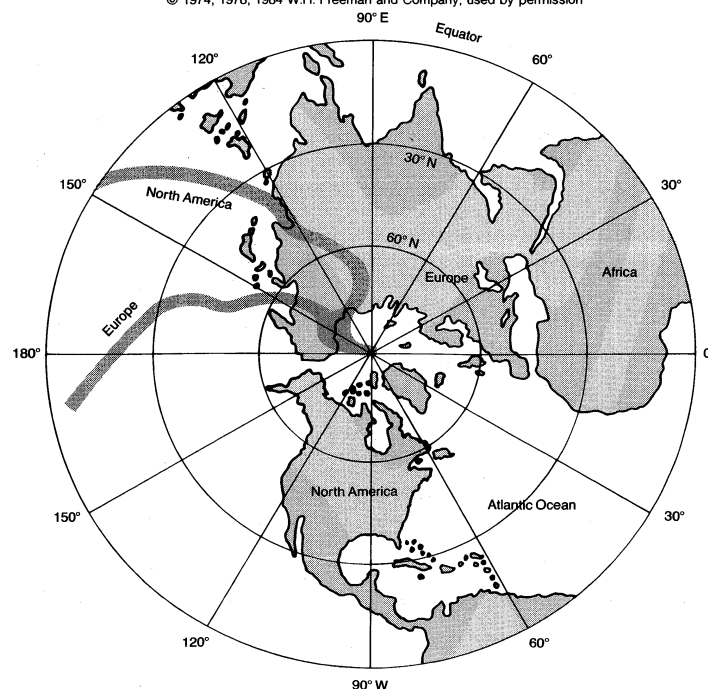 © 1974, 1978, 1984 W.H. Freeman and Company, used by permission
90° E
Equator
120°
60°
30° N
150°
30°
North America
60° N
Europe
Africa
Europe
180°
0
North America
Atlantic Ocean
150°
30°
120°
60°
90° W